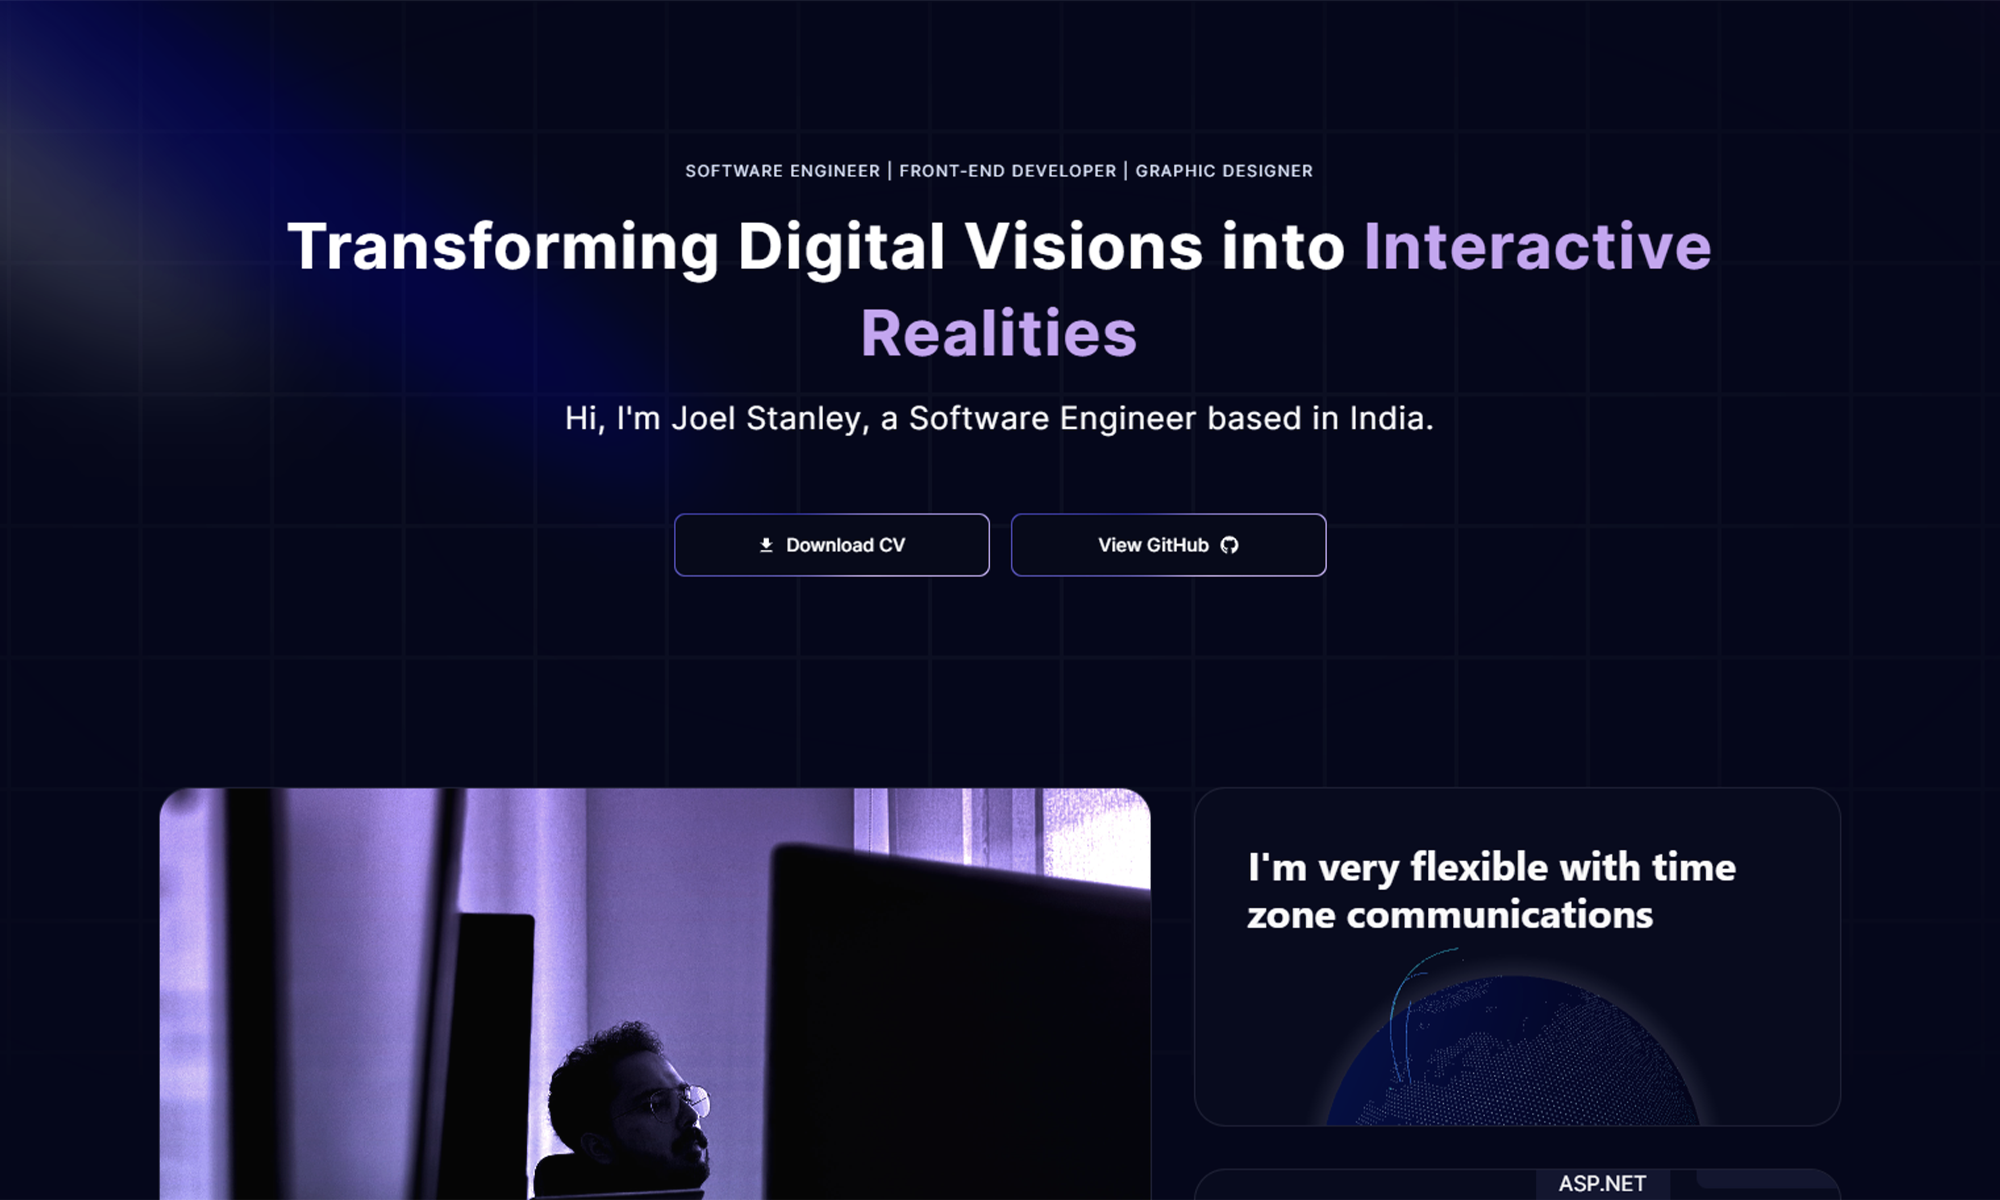 SOFTWARE ENGINEER | FRONT-END DEVELOPER | GRAPHIC DESIGNER
Transforming Digital Visions into Interactive
Realities
Hi, I'm Joel Stanley, a Software Engineer based in India.
Download CV
View GitHub
I'm very flexible with time
zone communications
ASP.NET